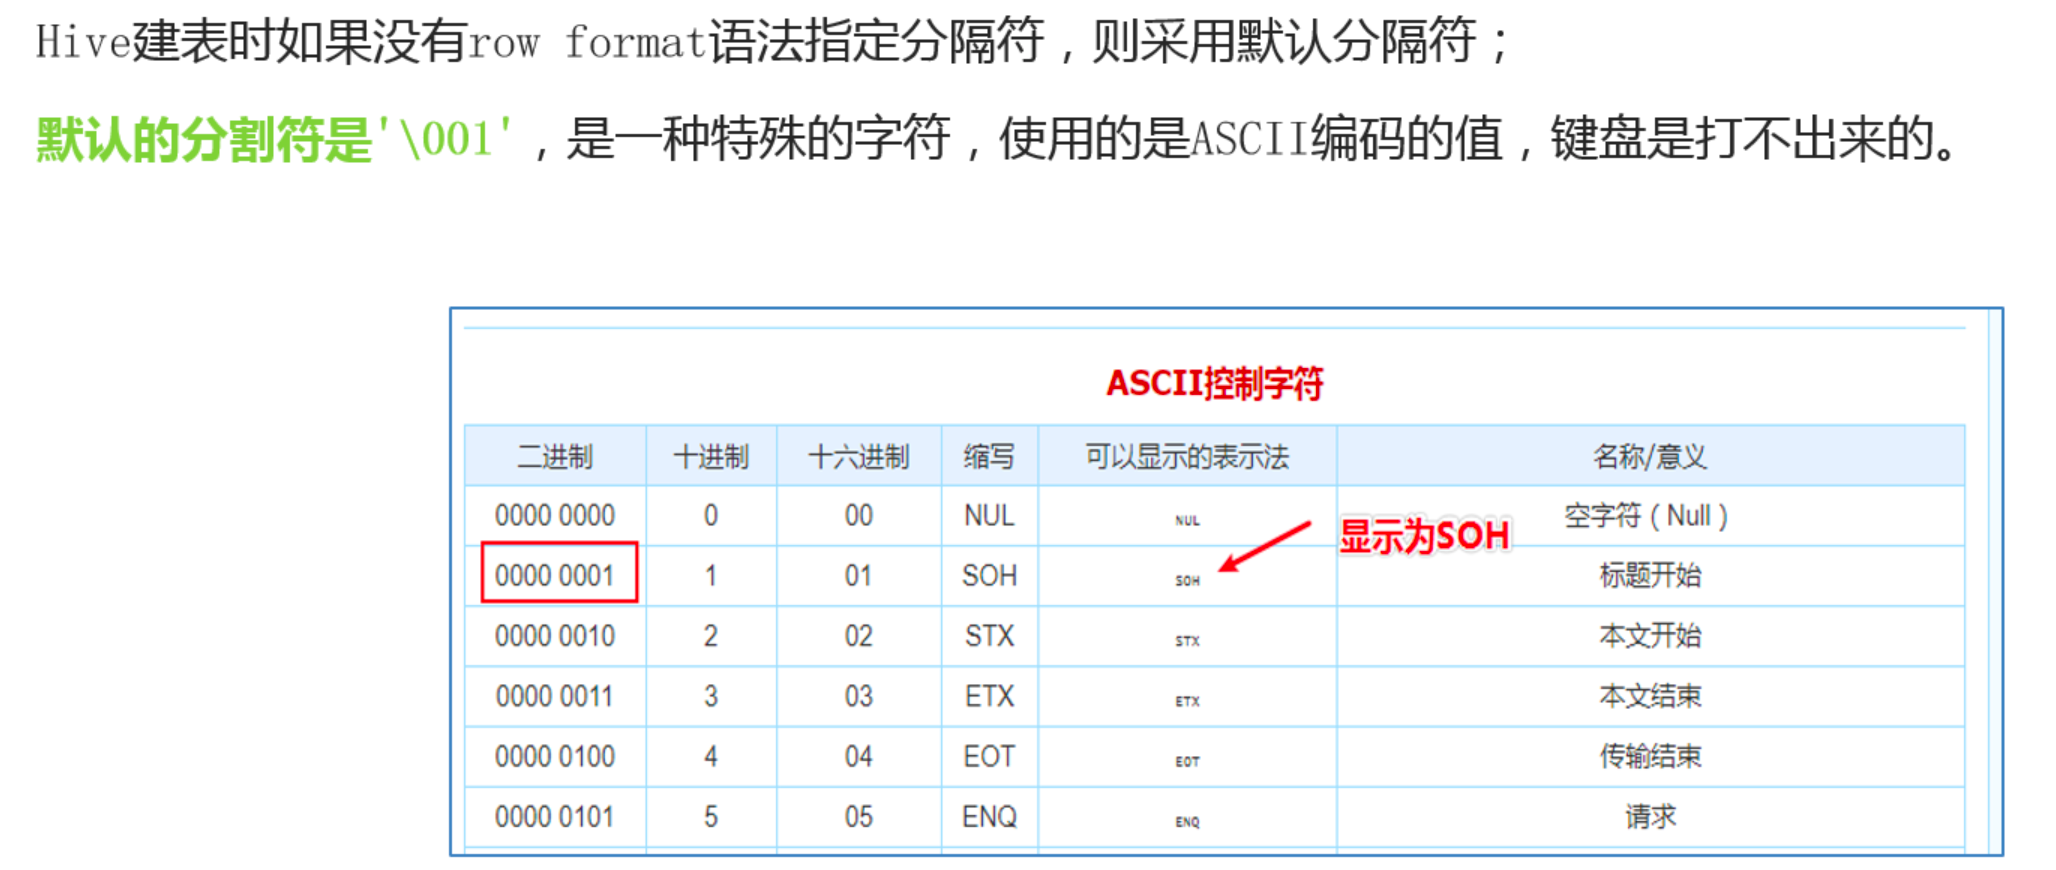 Hive建表时如果没有row format语法指定分隔符，则采用默认分隔符；
默认的分割符是'\001'，是一种特殊的字符，使用的是ASCII编码的值，键盘是打不出来的。
ASCII控制字符
二进制 十进制 十六进制 缩写 可以显示的表示法 名称/意义
0000 0000 0 00 NUL NUL 空字符（Null）
显示为SOH
0000 0001 1 01 SOH SOH 标题开始
0000 0010 2 02 STX STX 本文开始
0000 0011 3 03 ETX ETX 本文结束
0000 0100 4 04 EOT EOT 传输结束
0000 0101 5 05 ENQ ENQ 请求